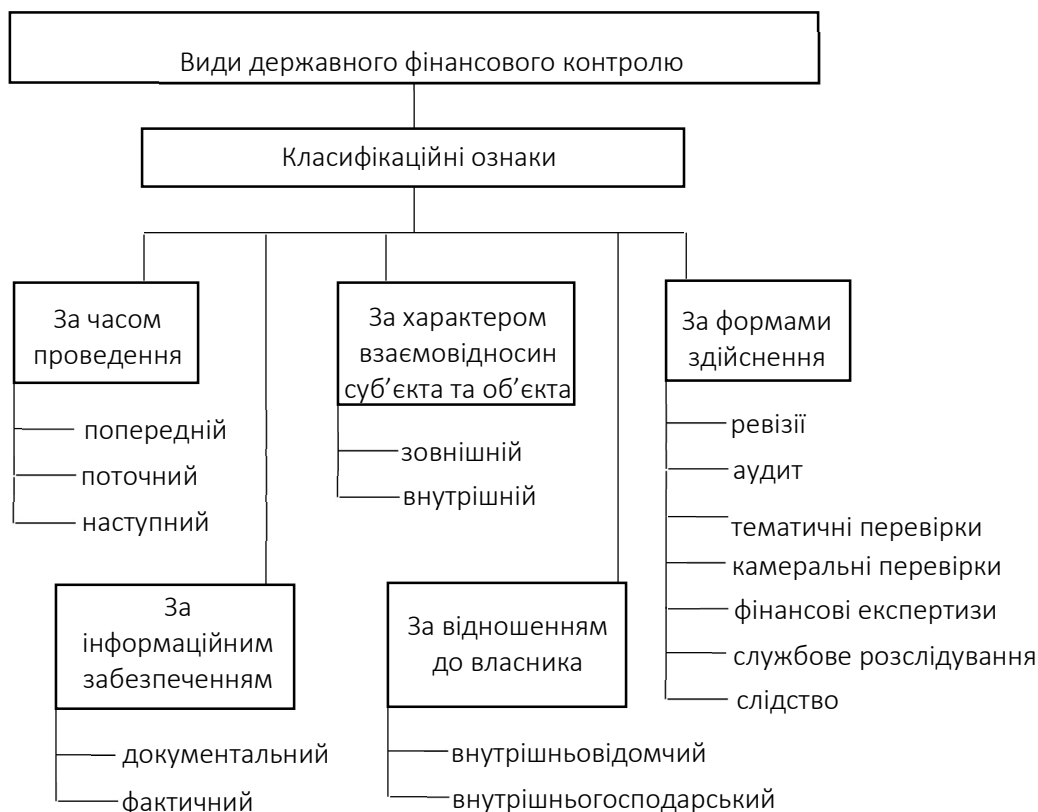 Види державного фінансового контролю
Класифікаційні ознаки
За часом
проведення
попередній
поточний
наступний
За характером
взаємовідносин
суб’єкта та об’єкта
зовнішній
внутрішній
За формами
здійснення
ревізії
аудит
тематичні перевірки
камеральні перевірки
фінансові експертизи
службове розслідування
слідство
За
інформаційним
забезпеченням
документальний
фактичний
За відношенням
до власника
внутрішньовідомчий
внутрішньогосподарський